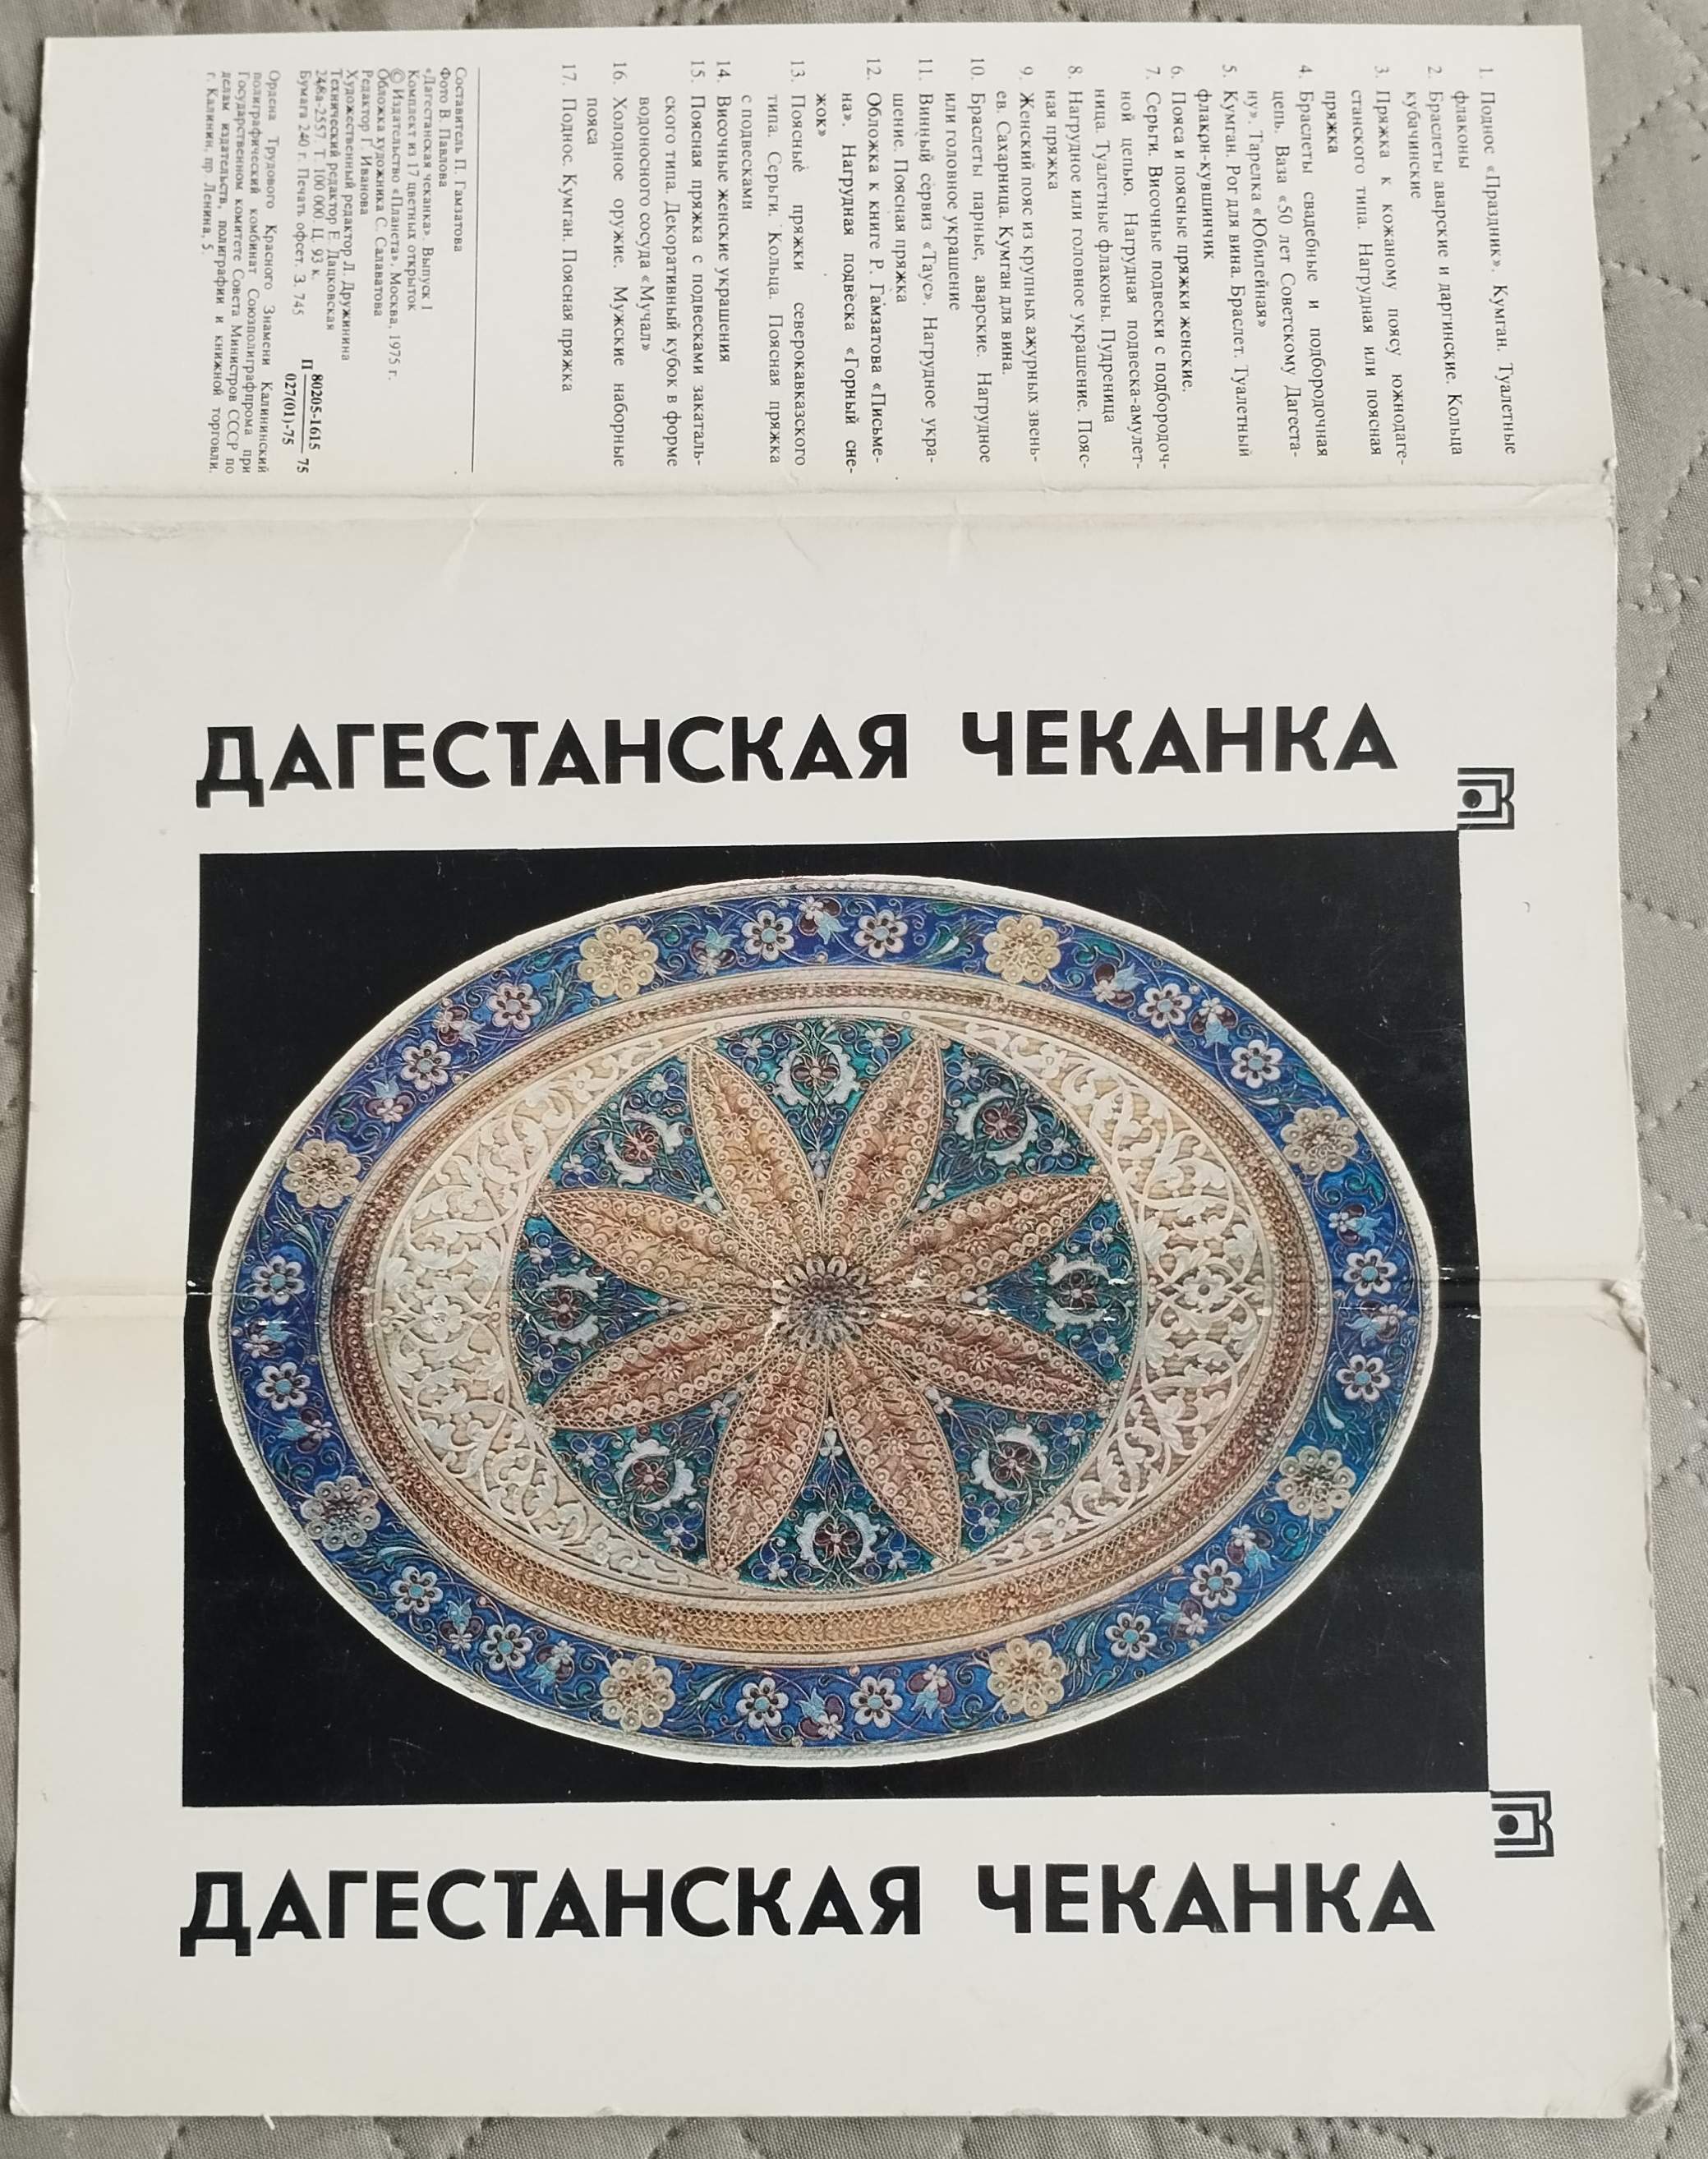 1. Поднос «Праздник». Кумган. Туалетные
флаконы
2. Браслеты аварские и даргинские. Кольца
кубачинские
3. Пряжка к кожаному поясу южнодаге-
станского типа. Нагрудная или поясная
пряжка
4. Браслеты свадебные и подбородочная
цепь. Ваза «50 лет Советскому Дагеста-
ну». Тарелка «Юбилейная»
5. Кумган. Рог для вина. Браслет. Туалетный
флакон-кувшинчик
6. Пояса и поясные пряжки женские.
7. Серьги. Височные подвески с подбородоч-
ной цепью. Нагрудная подвеска-амулет-
ница. Туалетные флаконы. Пудреница
8. Нагрудное или головное украшение. Пояс-
ная пряжка
9. Женский пояс из крупных ажурных звень-
ев. Сахарница. Кумган для вина.
10. Браслеты парные, аварские. Нагрудное
или головное украшение
11. Винный сервиз «Таус». Нагрудное укра-
шение. Поясная пряжка
12. Обложка к книге Р. Гамзатова «Письме-
на». Нагрудная подвеска «Горный сне-
жок»
13. Поясные пряжки северокавказского
типа. Серьги. Кольца. Поясная пряжка
с подвесками
14. Височные женские украшения
15. Поясная пряжка с подвесками закаталь-
ского типа. Декоративный кубок в форме
водоносного сосуда «Мучал»
16. Холодное оружие. Мужские наборные
пояса
17. Поднос. Кумган. Поясная пряжка
Составитель П. Гамзатова
Фото В. Павлова
«Дагестанская чеканка». Выпуск I
Комплект из 17 цветных открыток
© Издательство «Планета». Москва, 1975 г.
Обложка художника С. Салаватова
Редактор Г. Иванова
Художественный редактор Л. Дружинина
Технический редактор Е. Лацковская
24ва-2557. Т. 100 000 Ц. 93 к.
Бумага 240 г. Печать офсет. З. 745
П 80205-1615 75
027(01)-75
Ордена Трудового Красного Знамени Калининский
полиграфический комбинат Союзполиграфпрома при
Государственном комитете Совета Министров СССР по
делам издательств, полиграфии и книжной торговли.
г. Калинин, пр. Ленина, 5.
ДАГЕСТАНСКАЯ ЧЕКАНКА
ДАГЕСТАНСКАЯ ЧЕКАНКА